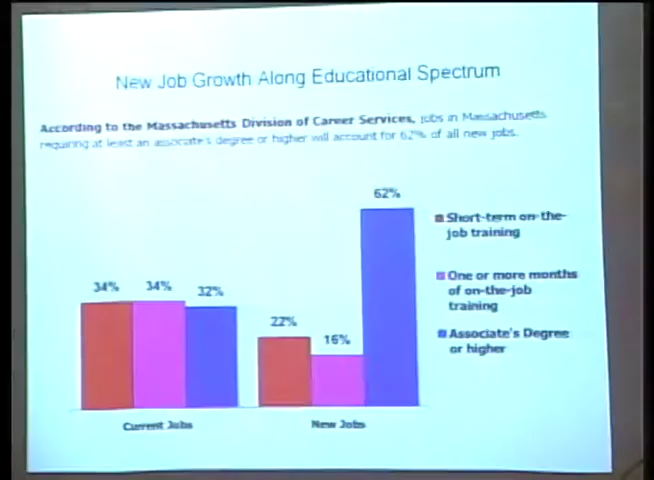 New Job Growth Along Educational Spectrum
According to the Massachusetts Division of Career Services, jobs in Massachusetts
requiring at least an associate's degree or higher will account for 62% of all new jobs.
62%
34% 34% 32%
22%
16%
Short-term on-the-
job training
One or more months
of on-the-job
training
Associate's Degree
or higher
Current Jobs New Jobs